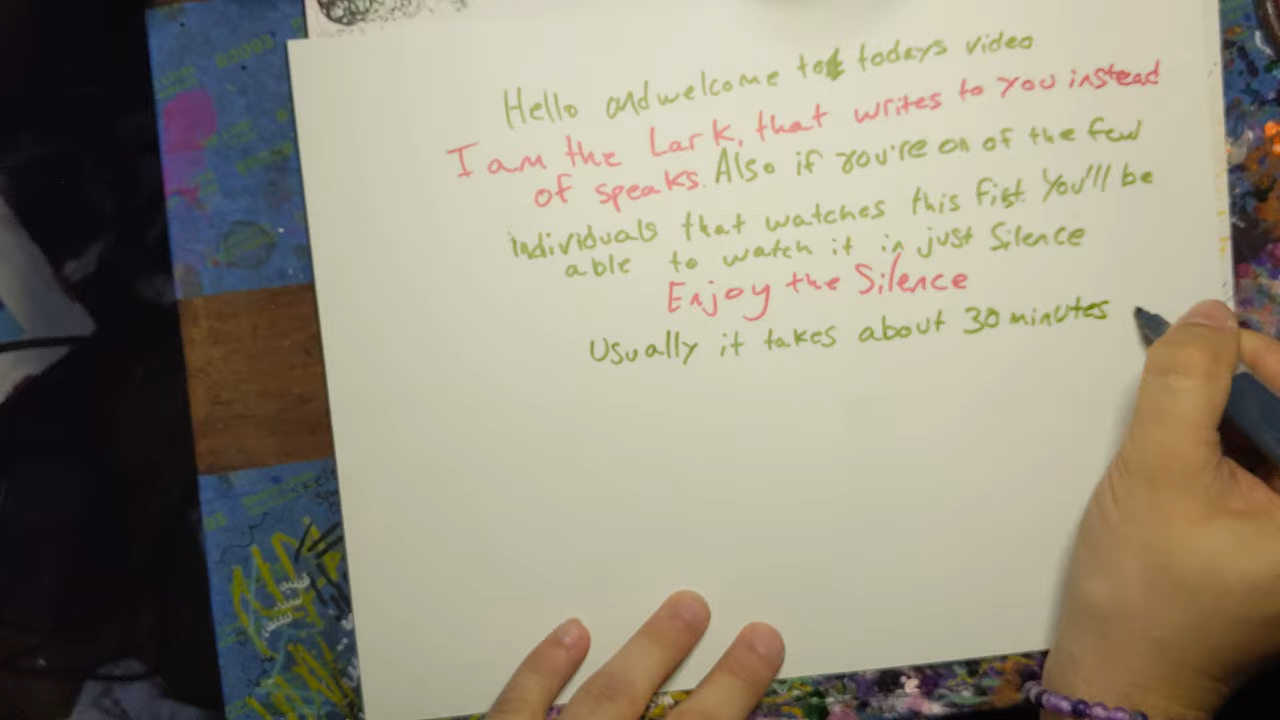 Hello and welcome to todays video
I am the Lark, that writes to you instead
of speaks. Also if you're on of the few
individuals that watches this fist. You'll be
able to watch it in just Silence
Enjoy the Silence
Usually it takes about 30 minutes